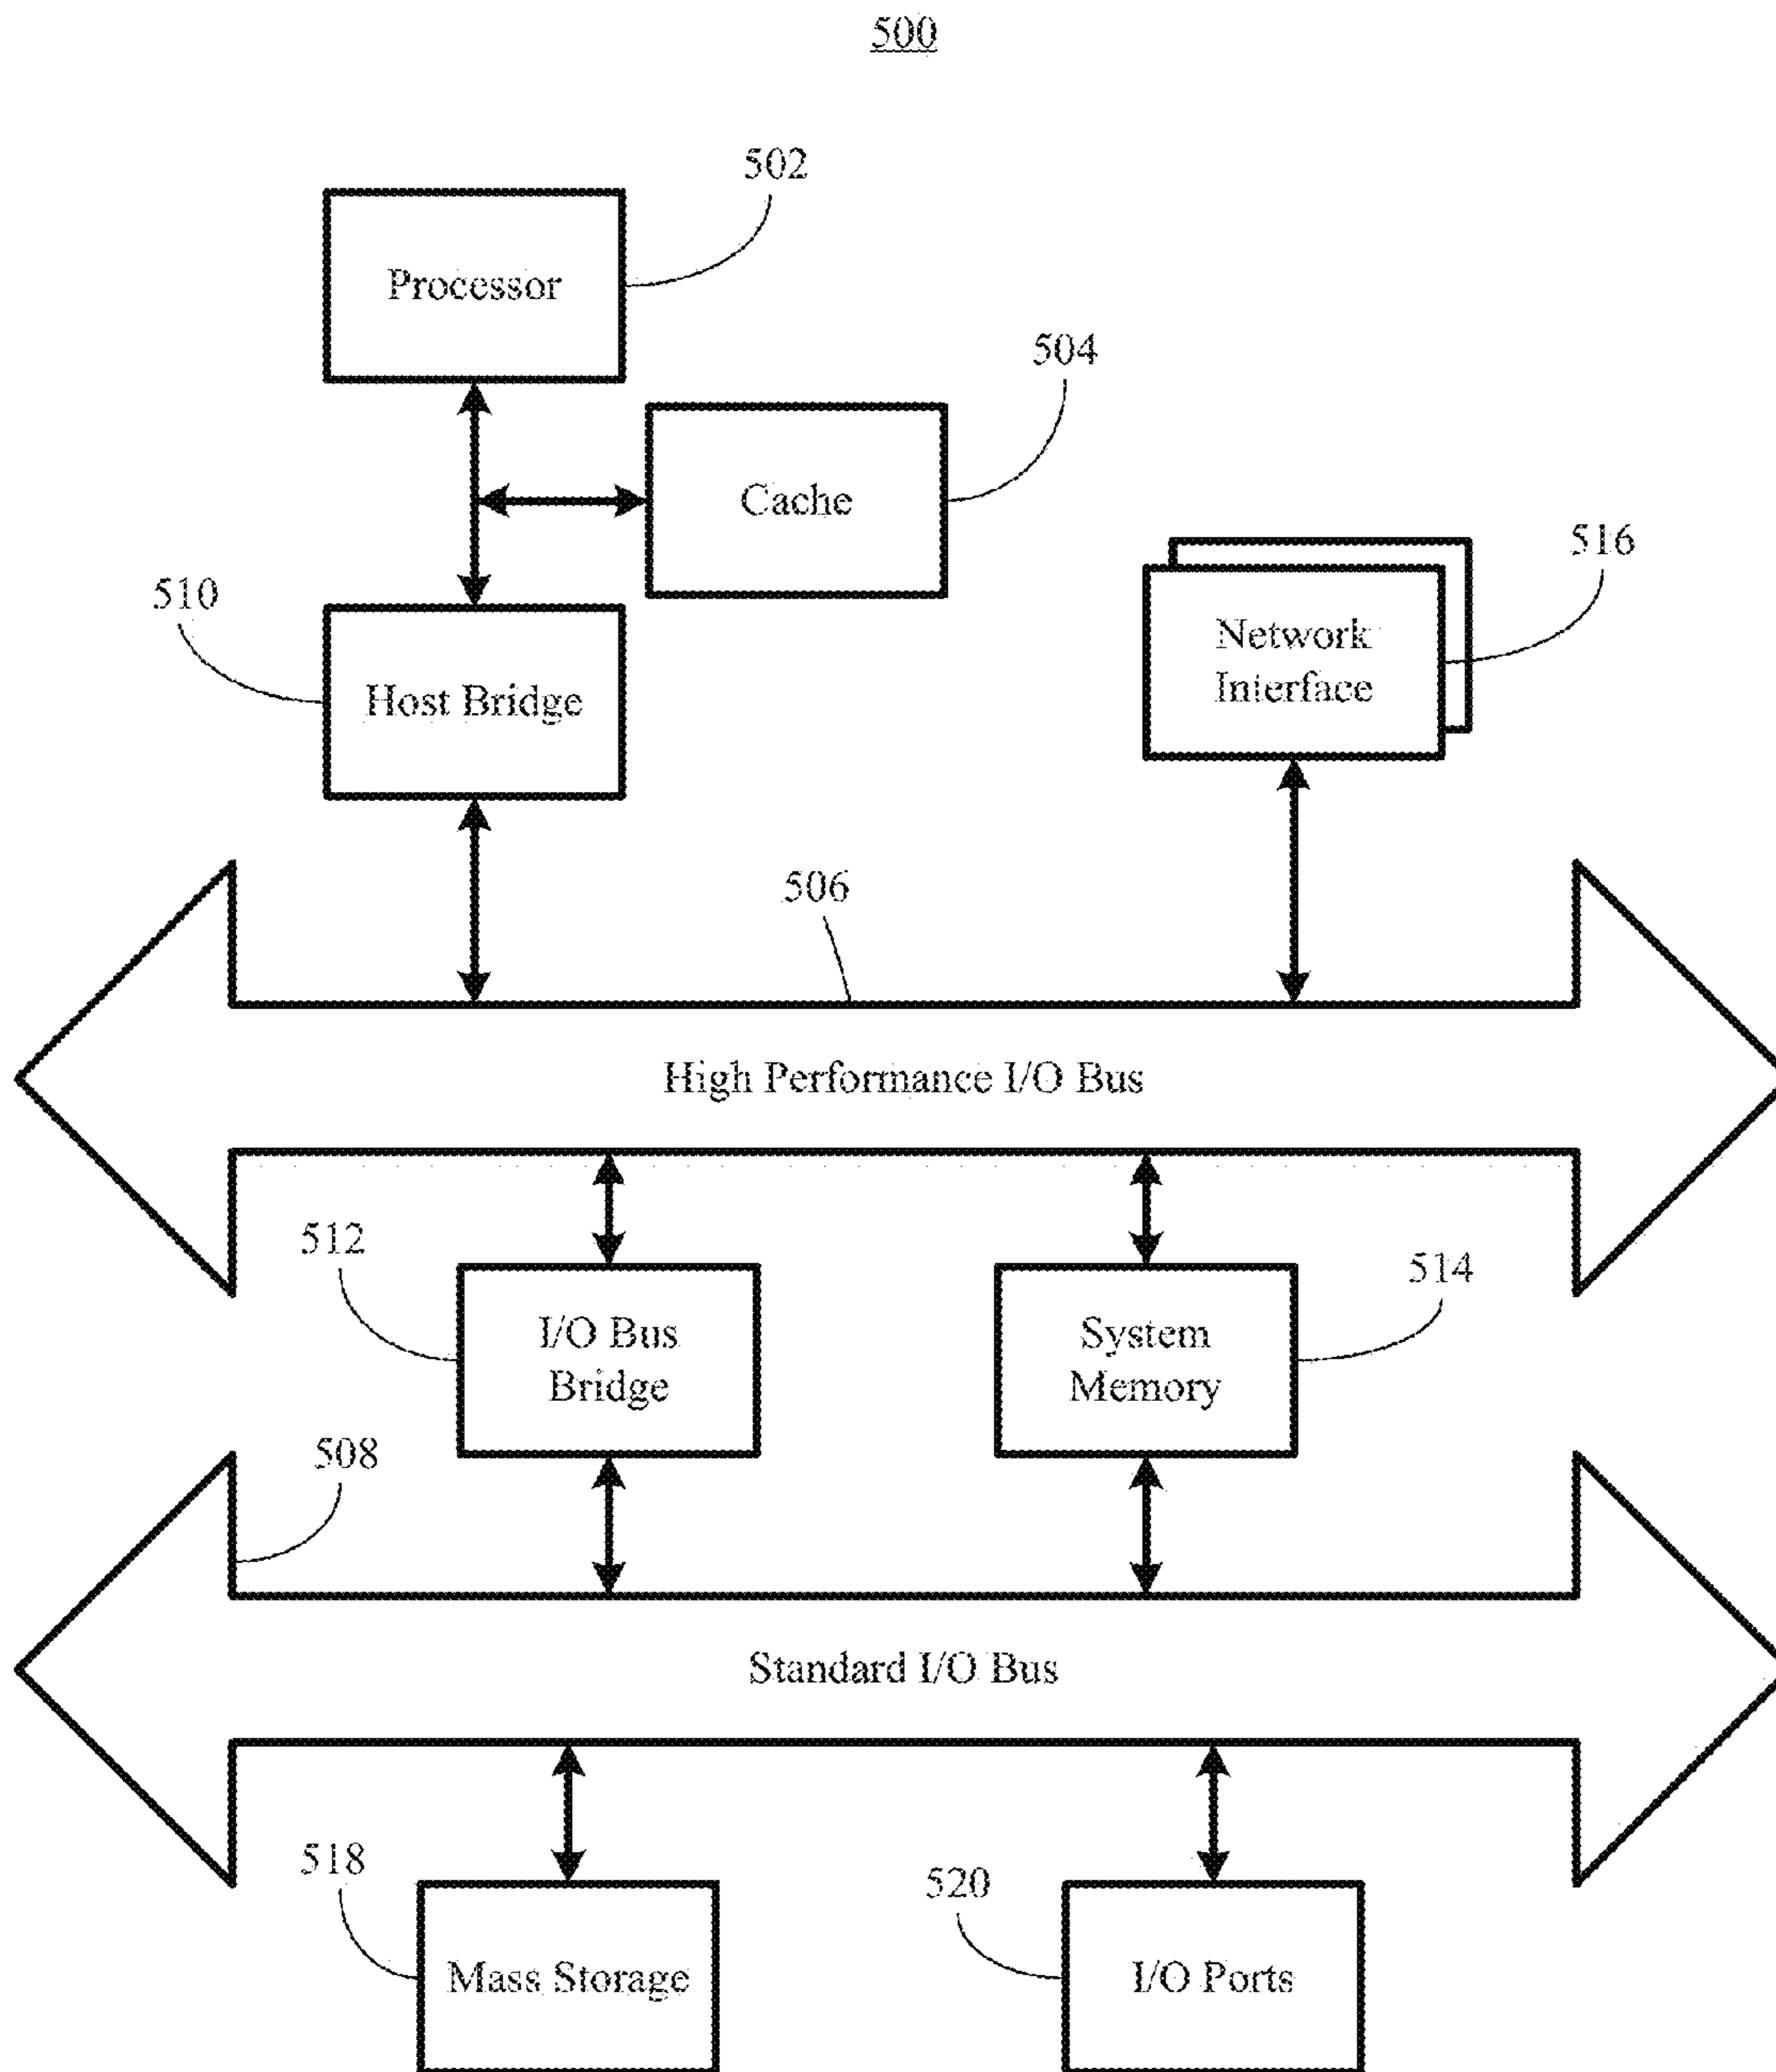 500
502
Processor
504
Cache
516
510
Network
Interface
Host Bridge
506
High Performance I/O Bus
512
514
I/O Bus
Bridge
System
Memory
508
Standard I/O Bus
518
520
Mass Storage
I/O Ports